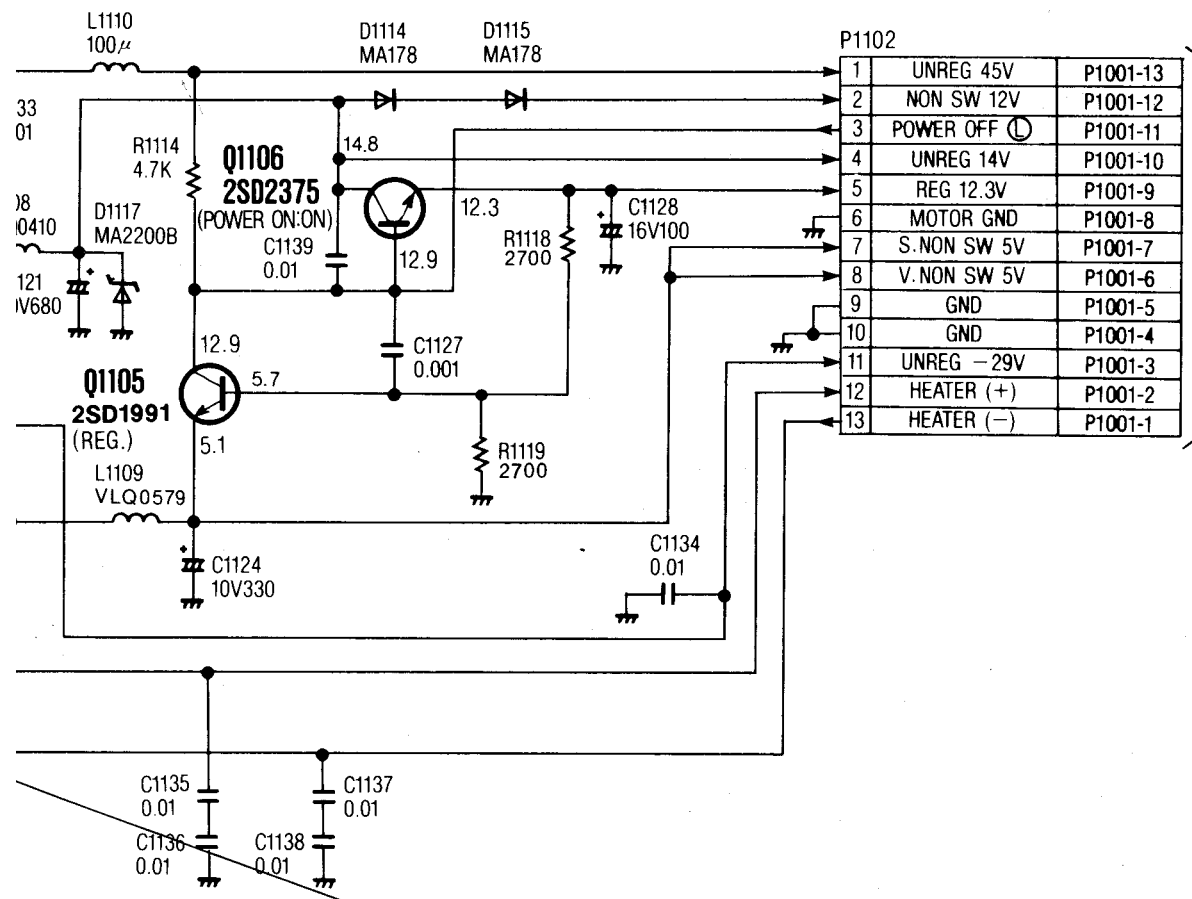 L1110
100μ
D1114
MA178
D1115
MA178
P1102
1 UNREG 45V P1001-13
2 NON SW 12V P1001-12
3 POWER OFF Ⓛ P1001-11
4 UNREG 14V P1001-10
5 REG 12.3V P1001-9
6 MOTOR GND P1001-8
7 S.NON SW 5V P1001-7
8 V.NON SW 5V P1001-6
9 GND P1001-5
10 GND P1001-4
11 UNREG −29V P1001-3
12 HEATER (+) P1001-2
13 HEATER (−) P1001-1
33
01
R1114
4.7K
Q1106
2SD2375
(POWER ON:ON)
14.8
12.3
12.9
C1128
+
16V100
R1118
2700
08
00410
D1117
MA2200B
C1139
0.01
121
+
0V680
C1127
0.001
12.9
5.7
5.1
Q1105
2SD1991
(REG.)
R1119
2700
L1109
VLQ0579
+
C1124
10V330
C1134
0.01
C1135
0.01
C1136
0.01
C1137
0.01
C1138
0.01